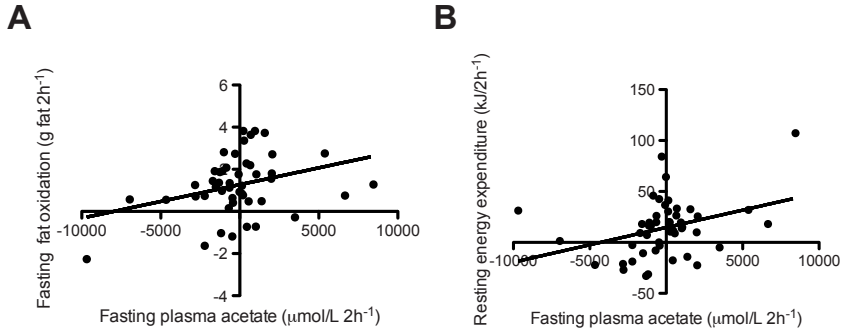 A
Fasting fat oxidation (g fat 2h⁻¹)
6
4
2
-2
-4
-10000 -5000 5000 10000
Fasting plasma acetate (μmol/L 2h⁻¹)
B
Resting energy expenditure (kJ/2h⁻¹)
150
100
50
-50
-10000 -5000 5000 10000
Fasting plasma acetate (μmol/L 2h⁻¹)